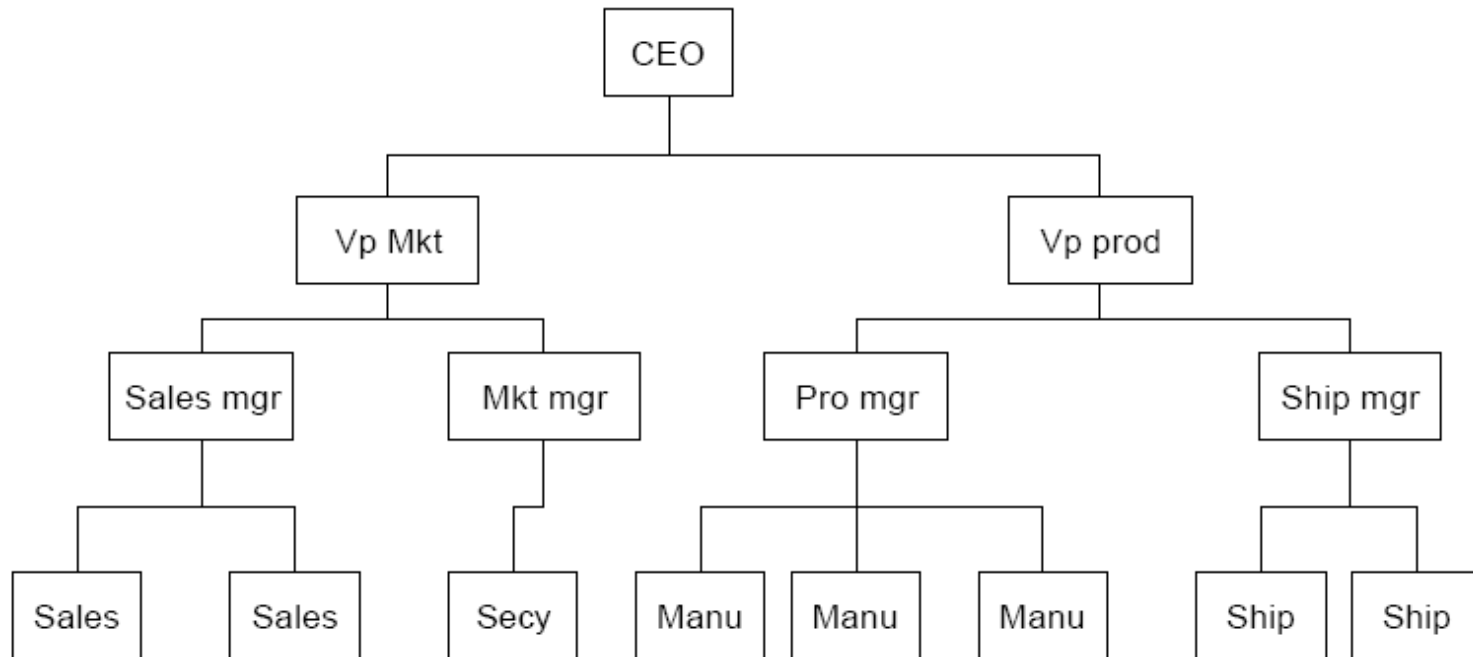 CEO
Vp Mkt
Vp prod
Sales mgr
Mkt mgr
Pro mgr
Ship mgr
Sales
Sales
Secy
Manu
Manu
Manu
Ship
Ship